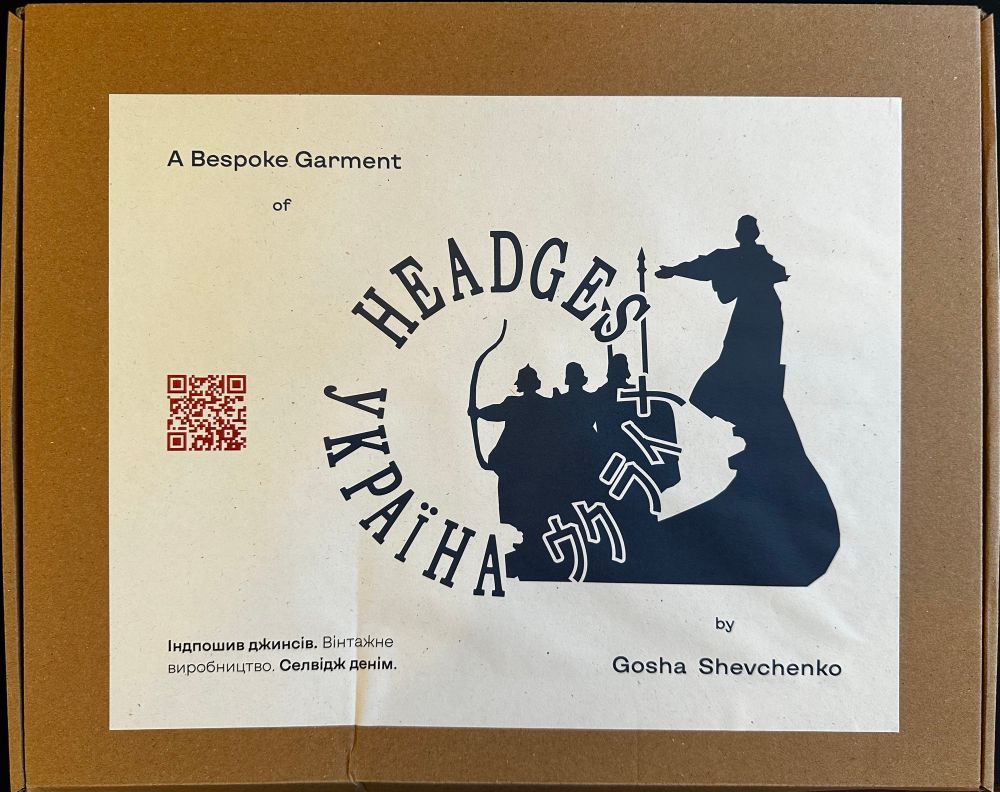 A Bespoke Garment
of
HEADGES
УКРАЇНА
ウクライナ
Індпошив джинсів. Вінтажне
виробництво. Селвідж денім.
by
Gosha Shevchenko